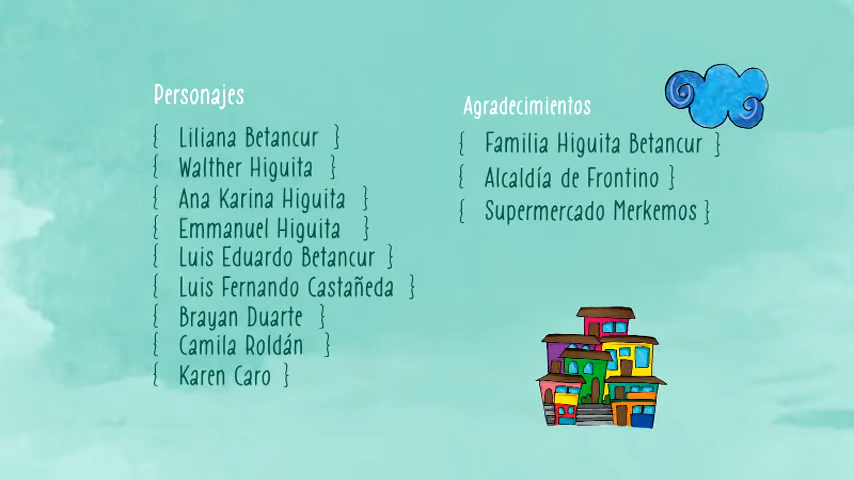 Personajes
{ Liliana Betancur }
{ Walther Higuita }
{ Ana Karina Higuita }
{ Emmanuel Higuita }
{ Luis Eduardo Betancur }
{ Luis Fernando Castañeda }
{ Brayan Duarte }
{ Camila Roldán }
{ Karen Caro }
Agradecimientos
{ Familia Higuita Betancur }
{ Alcaldía de Frontino }
{ Supermercado Merkemos }